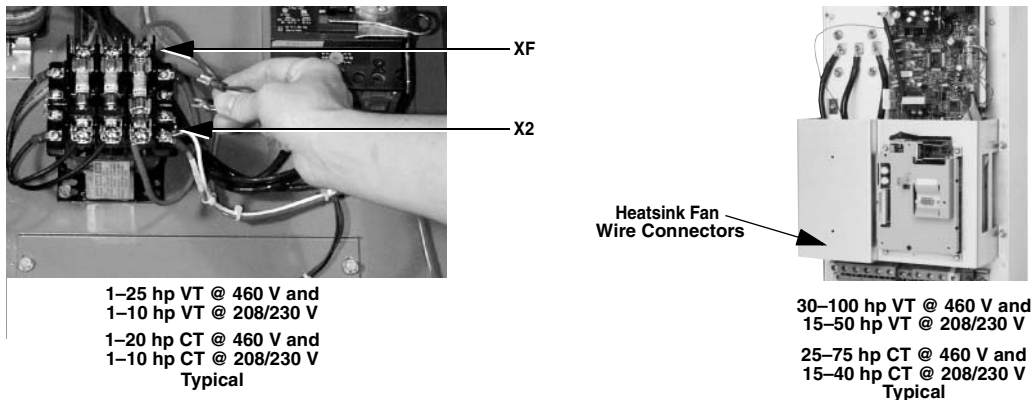 XF
X2
1–25 hp VT @ 460 V and
1–10 hp VT @ 208/230 V
1–20 hp CT @ 460 V and
1–10 hp CT @ 208/230 V
Typical
Heatsink Fan
Wire Connectors
30–100 hp VT @ 460 V and
15–50 hp VT @ 208/230 V
25–75 hp CT @ 460 V and
15–40 hp CT @ 208/230 V
Typical